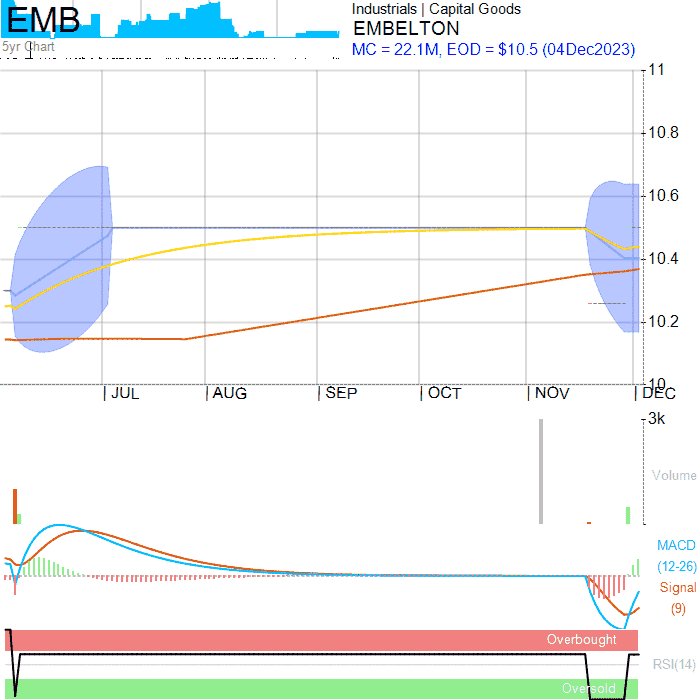 EMB
5yr Chart
Industrials | Capital Goods
EMBELTON
MC = 22.1M, EOD = $10.5 (04Dec2023)
11
10.8
10.6
10.4
10.2
10
JUL AUG SEP OCT NOV DEC
3k
Volume
MACD
(12-26)
Signal
(9)
Overbought
RSI(14)
Oversold